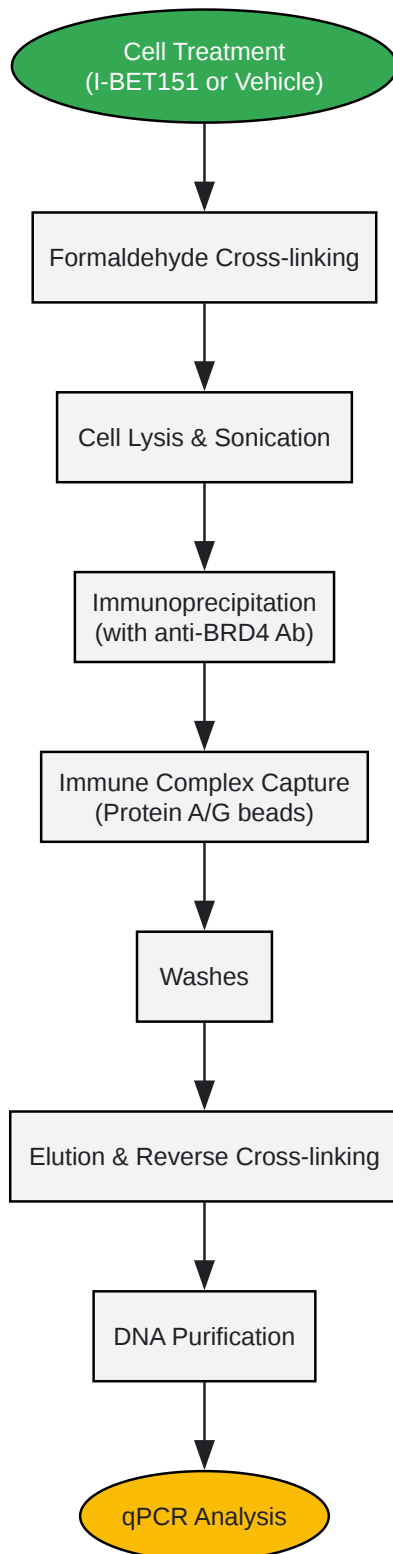 Cell Treatment
(I-BET151 or Vehicle)
Formaldehyde Cross-linking
Cell Lysis & Sonication
Immunoprecipitation
(with anti-BRD4 Ab)
Immune Complex Capture
(Protein A/G beads)
Washes
Elution & Reverse Cross-linking
DNA Purification
qPCR Analysis